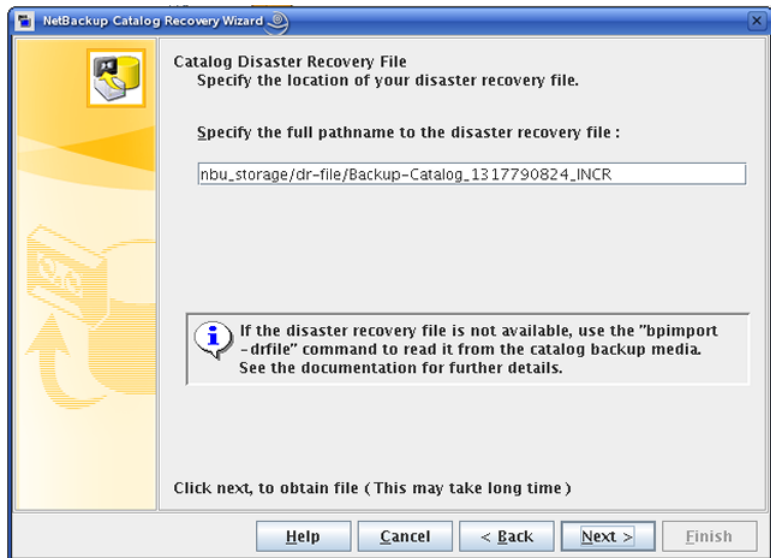 NetBackup Catalog Recovery Wizard
Catalog Disaster Recovery File
Specify the location of your disaster recovery file.
Specify the full pathname to the disaster recovery file :
nbu_storage/dr-file/Backup-Catalog_1317790824_INCR
If the disaster recovery file is not available, use the "bpimport
-drfile" command to read it from the catalog backup media.
See the documentation for further details.
Click next, to obtain file ( This may take long time )
Help Cancel < Back Next > Finish